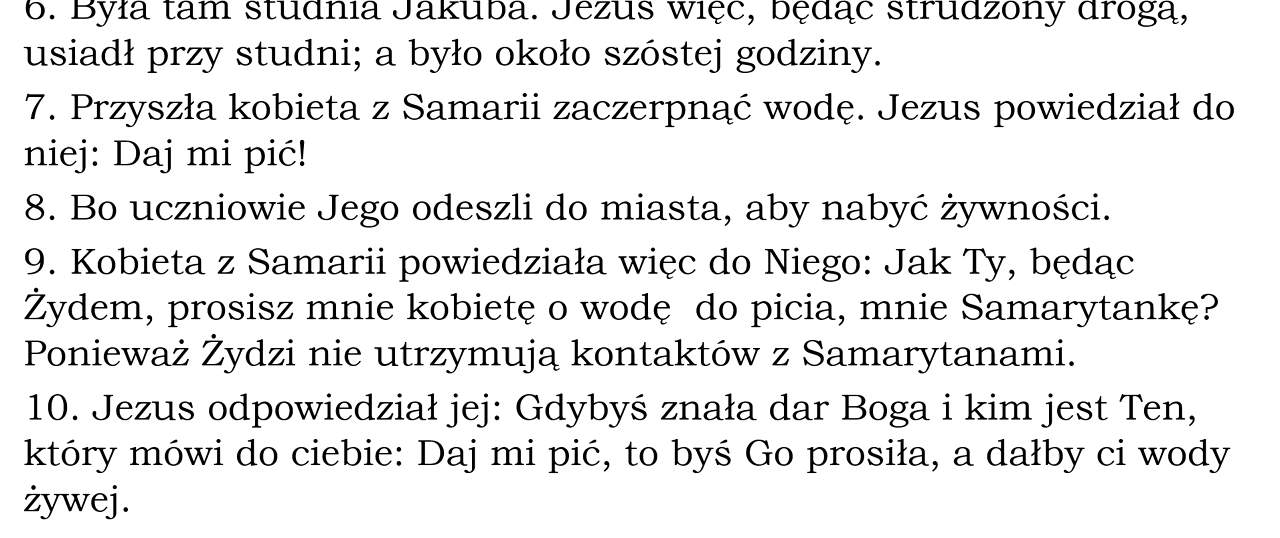 6. Była tam studnia Jakuba. Jezus więc, będąc strudzony drogą,
usiadł przy studni; a było około szóstej godziny.
7. Przyszła kobieta z Samarii zaczerpnąć wodę. Jezus powiedział do
niej: Daj mi pić!
8. Bo uczniowie Jego odeszli do miasta, aby nabyć żywności.
9. Kobieta z Samarii powiedziała więc do Niego: Jak Ty, będąc
Żydem, prosisz mnie kobietę o wodę  do picia, mnie Samarytankę?
Ponieważ Żydzi nie utrzymują kontaktów z Samarytanami.
10. Jezus odpowiedział jej: Gdybyś znała dar Boga i kim jest Ten,
który mówi do ciebie: Daj mi pić, to byś Go prosiła, a dałby ci wody
żywej.